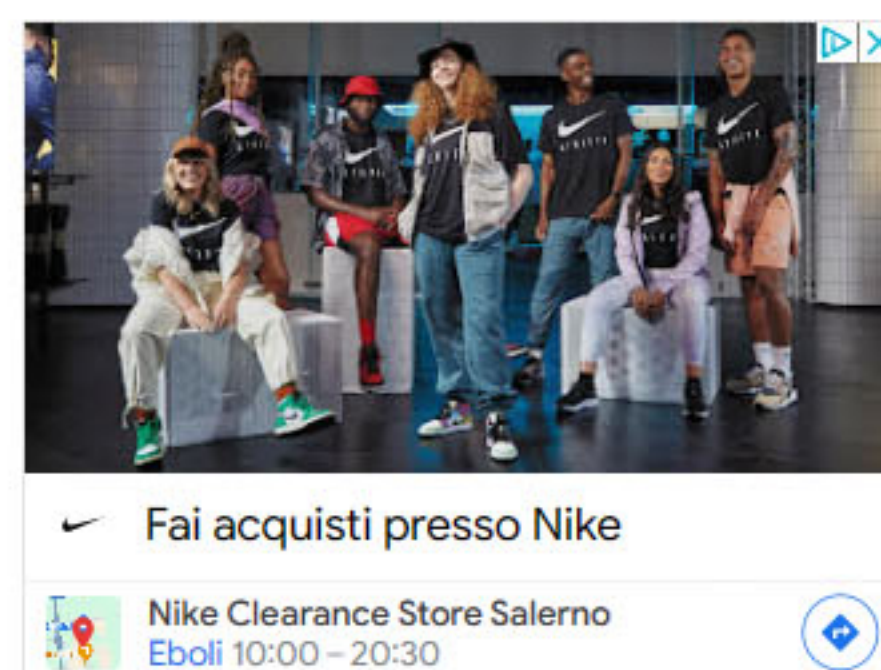 Fai acquisti presso Nike
Nike Clearance Store Salerno
Eboli 10:00 – 20:30